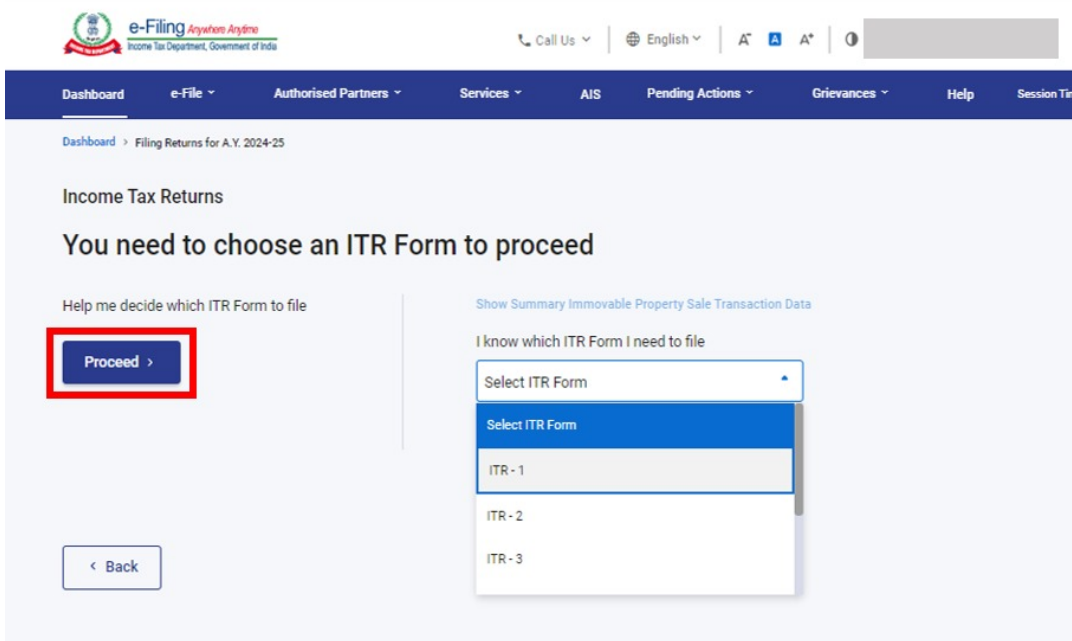 e-Filing Anywhere Anytime
Income Tax Department, Government of India
Call Us
English
A- A A+
Dashboard e-File Authorised Partners Services AIS Pending Actions Grievances Help Session Tim
Dashboard > Filing Returns for A.Y. 2024-25
Income Tax Returns
You need to choose an ITR Form to proceed
Help me decide which ITR Form to file
Proceed >
Show Summary Immovable Property Sale Transaction Data
I know which ITR Form I need to file
Select ITR Form
Select ITR Form
ITR - 1
ITR - 2
ITR - 3
< Back